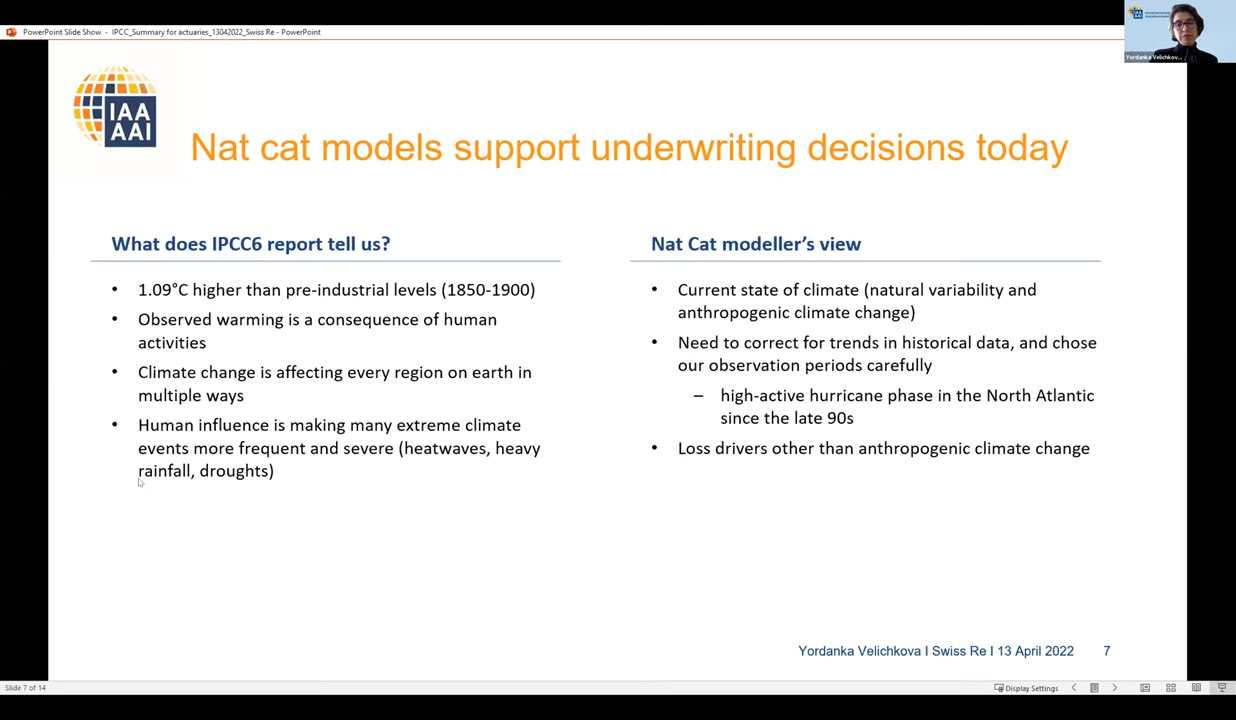 PowerPoint Slide Show - IPCC_Summary for actuaries_13042022_Swiss Re - PowerPoint
IAA
AAI
Yordanka Velichkov...
IAA
AAI
Nat cat models support underwriting decisions today
What does IPCC6 report tell us?
• 1.09°C higher than pre-industrial levels (1850-1900)
• Observed warming is a consequence of human
activities
• Climate change is affecting every region on earth in
multiple ways
• Human influence is making many extreme climate
events more frequent and severe (heatwaves, heavy
rainfall, droughts)
Nat Cat modeller's view
• Current state of climate (natural variability and
anthropogenic climate change)
• Need to correct for trends in historical data, and chose
our observation periods carefully
– high-active hurricane phase in the North Atlantic
since the late 90s
• Loss drivers other than anthropogenic climate change
Yordanka Velichkova I Swiss Re I 13 April 2022 7
Slide 7 of 14
Display Settings